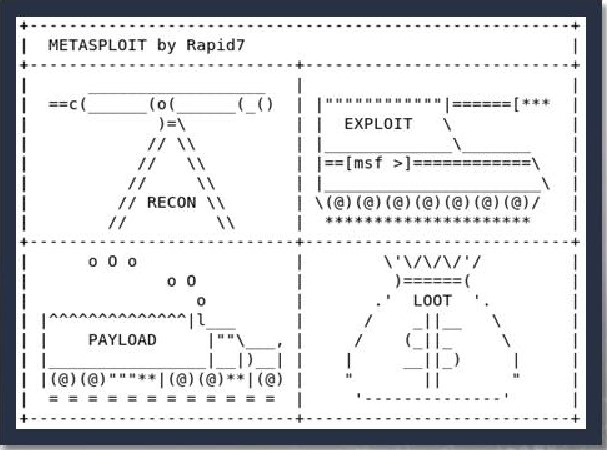 METASPLOIT by Rapid7
EXPLOIT
==[msf >]
RECON
PAYLOAD
LOOT